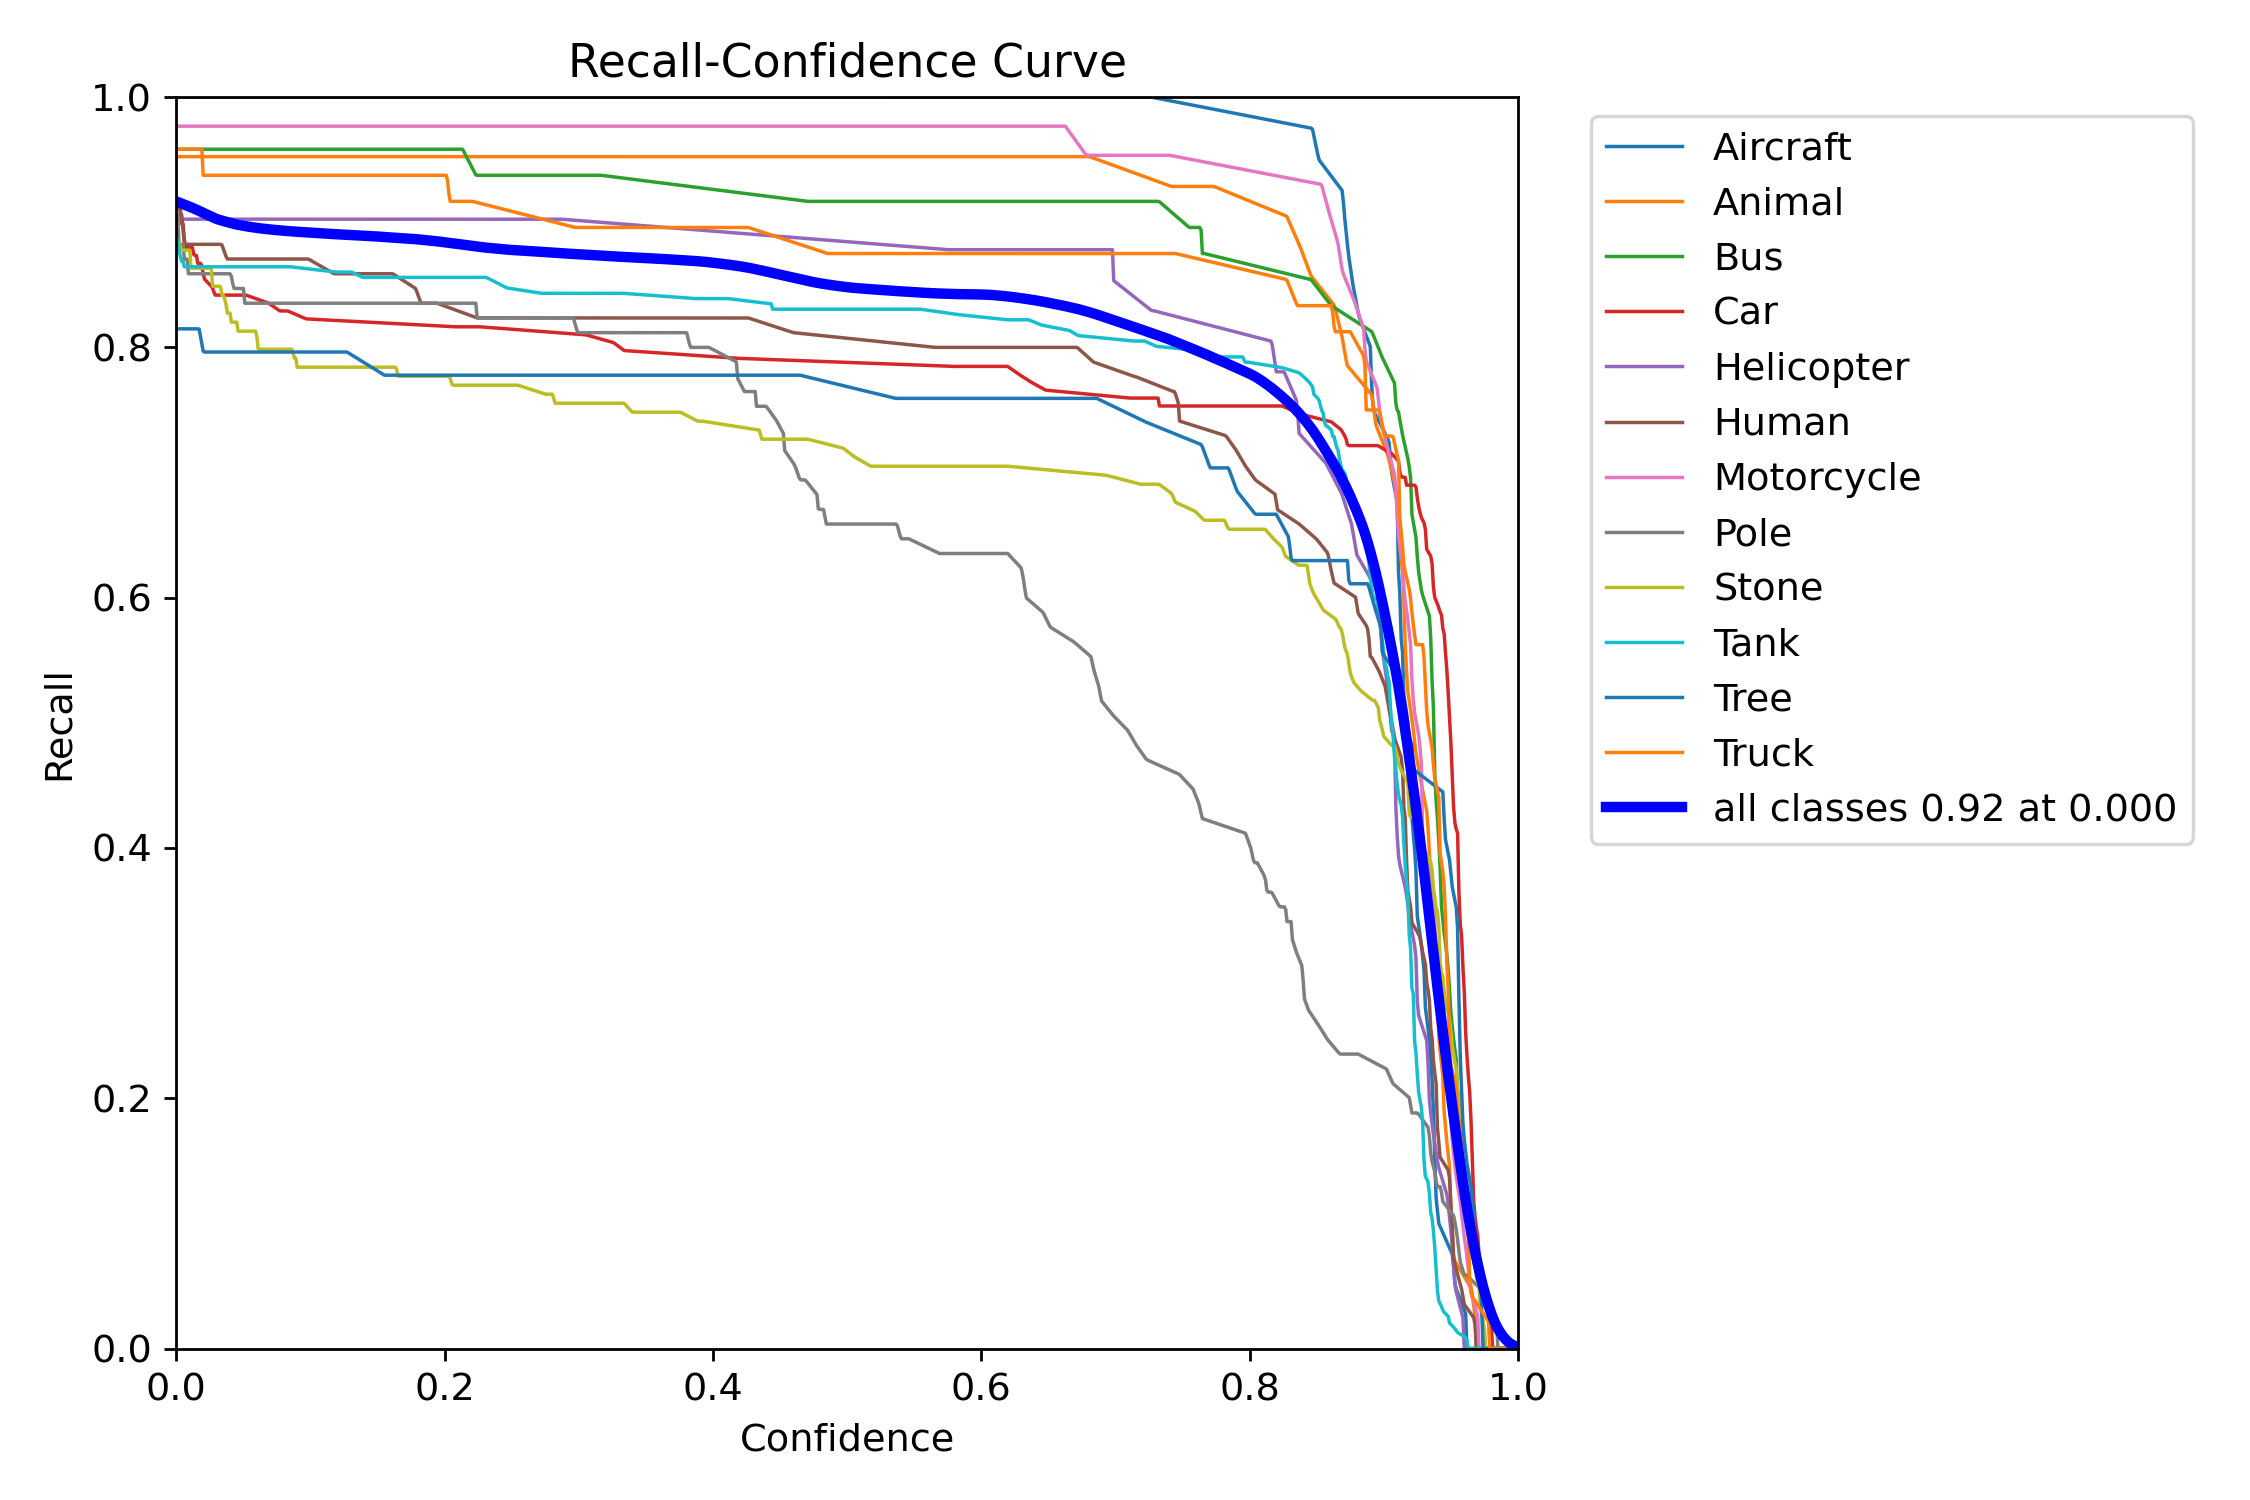 Recall-Confidence Curve
1.0
0.8
0.6
0.4
0.2
0.0
Recall
0.0 0.2 0.4 0.6 0.8 1.0
Confidence
Aircraft
Animal
Bus
Car
Helicopter
Human
Motorcycle
Pole
Stone
Tank
Tree
Truck
all classes 0.92 at 0.000